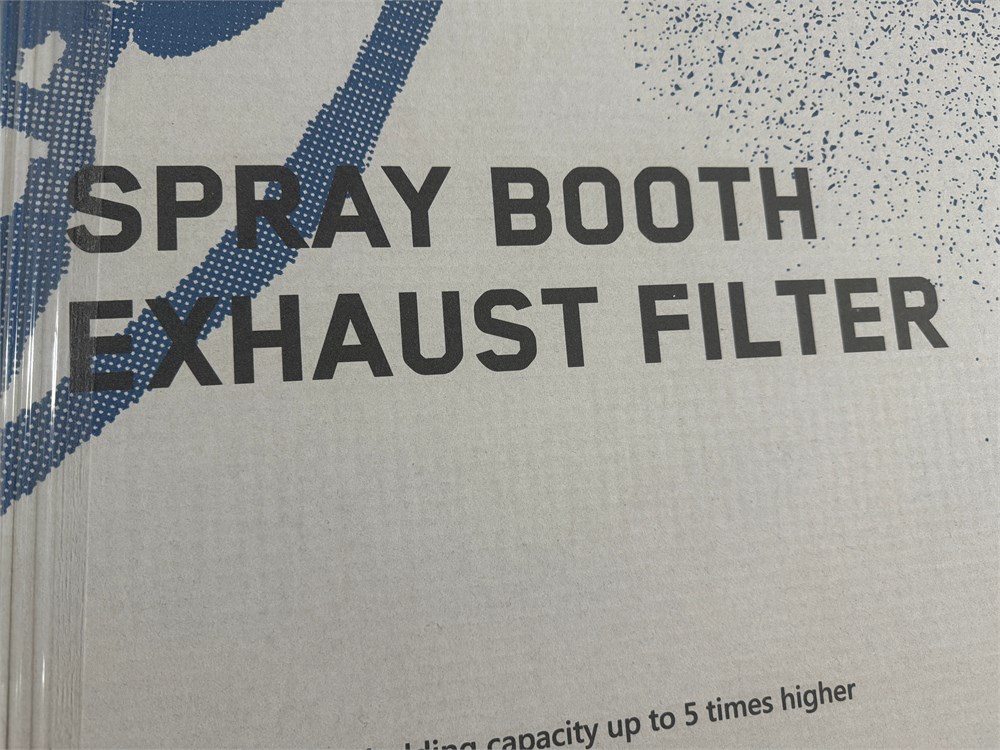 SPRAY BOOTH
EXHAUST FILTER
capacity up to 5 times higher